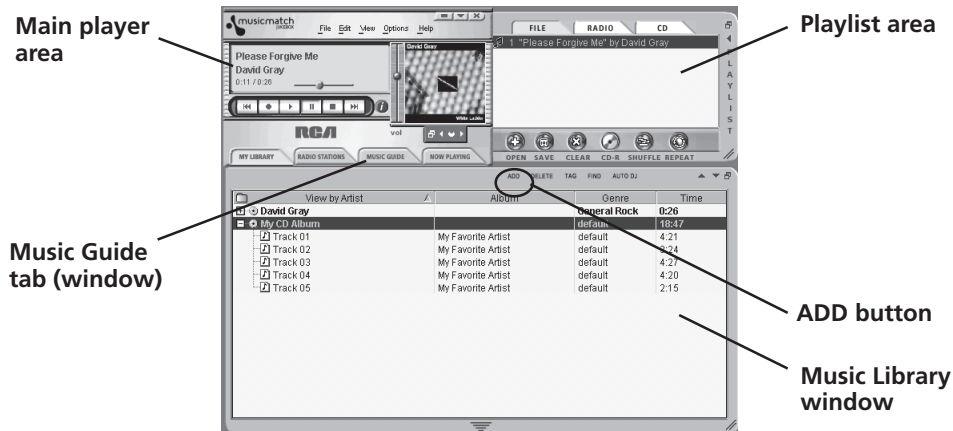 Main player
area
musicmatch
jukebox
File Edit View Options Help
Please Forgive Me
David Gray
0:11 / 0:26
David Gray
White Ladder
RCA
vol
MY LIBRARY RADIO STATIONS MUSIC GUIDE NOW PLAYING
FILE RADIO CD
1 "Please Forgive Me" by David Gray
PLAYLIST
OPEN SAVE CLEAR CD-R SHUFFLE REPEAT
Playlist area
ADD DELETE TAG FIND AUTO DJ
View by Artist Album Genre Time
David Gray General Rock 0:26
My CD Album default 18:47
Track 01 My Favorite Artist default 4:21
Track 02 My Favorite Artist default 3:24
Track 03 My Favorite Artist default 4:27
Track 04 My Favorite Artist default 4:20
Track 05 My Favorite Artist default 2:15
Music Guide
tab (window)
ADD button
Music Library
window